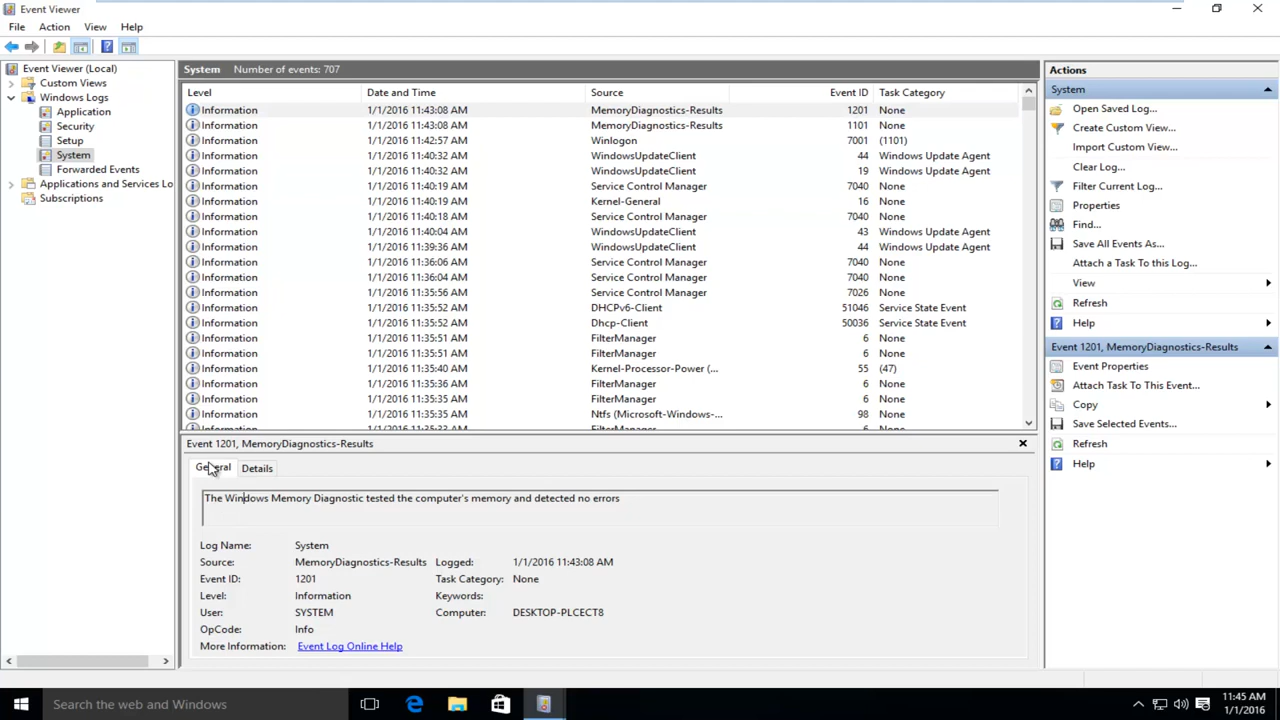 Event Viewer
File Action View Help
Event Viewer (Local)
Custom Views
Windows Logs
Application
Security
Setup
System
Forwarded Events
Applications and Services Lo
Subscriptions
System Number of events: 707
Level Date and Time Source Event ID Task Category
Information 1/1/2016 11:43:08 AM MemoryDiagnostics-Results 1201 None
Information 1/1/2016 11:43:08 AM MemoryDiagnostics-Results 1101 None
Information 1/1/2016 11:42:57 AM Winlogon 7001 (1101)
Information 1/1/2016 11:40:32 AM WindowsUpdateClient 44 Windows Update Agent
Information 1/1/2016 11:40:32 AM WindowsUpdateClient 19 Windows Update Agent
Information 1/1/2016 11:40:19 AM Service Control Manager 7040 None
Information 1/1/2016 11:40:19 AM Kernel-General 16 None
Information 1/1/2016 11:40:18 AM Service Control Manager 7040 None
Information 1/1/2016 11:40:04 AM WindowsUpdateClient 43 Windows Update Agent
Information 1/1/2016 11:39:36 AM WindowsUpdateClient 44 Windows Update Agent
Information 1/1/2016 11:36:06 AM Service Control Manager 7040 None
Information 1/1/2016 11:36:04 AM Service Control Manager 7040 None
Information 1/1/2016 11:35:56 AM Service Control Manager 7026 None
Information 1/1/2016 11:35:52 AM DHCPv6-Client 51046 Service State Event
Information 1/1/2016 11:35:52 AM Dhcp-Client 50036 Service State Event
Information 1/1/2016 11:35:51 AM FilterManager 6 None
Information 1/1/2016 11:35:51 AM FilterManager 6 None
Information 1/1/2016 11:35:40 AM Kernel-Processor-Power (... 55 (47)
Information 1/1/2016 11:35:36 AM FilterManager 6 None
Information 1/1/2016 11:35:35 AM FilterManager 6 None
Information 1/1/2016 11:35:35 AM Ntfs (Microsoft-Windows-... 98 None
Information 1/1/2016 11:35:33 AM FilterManager 6 None
Event 1201, MemoryDiagnostics-Results
General Details
The Windows Memory Diagnostic tested the computer's memory and detected no errors
Log Name: System
Source: MemoryDiagnostics-Results Logged: 1/1/2016 11:43:08 AM
Event ID: 1201 Task Category: None
Level: Information Keywords:
User: SYSTEM Computer: DESKTOP-PLCECT8
OpCode: Info
More Information: Event Log Online Help
Actions
System
Open Saved Log...
Create Custom View...
Import Custom View...
Clear Log...
Filter Current Log...
Properties
Find...
Save All Events As...
Attach a Task To this Log...
View
Refresh
Help
Event 1201, MemoryDiagnostics-Results
Event Properties
Attach Task To This Event...
Copy
Save Selected Events...
Refresh
Help
Search the web and Windows
11:45 AM
1/1/2016